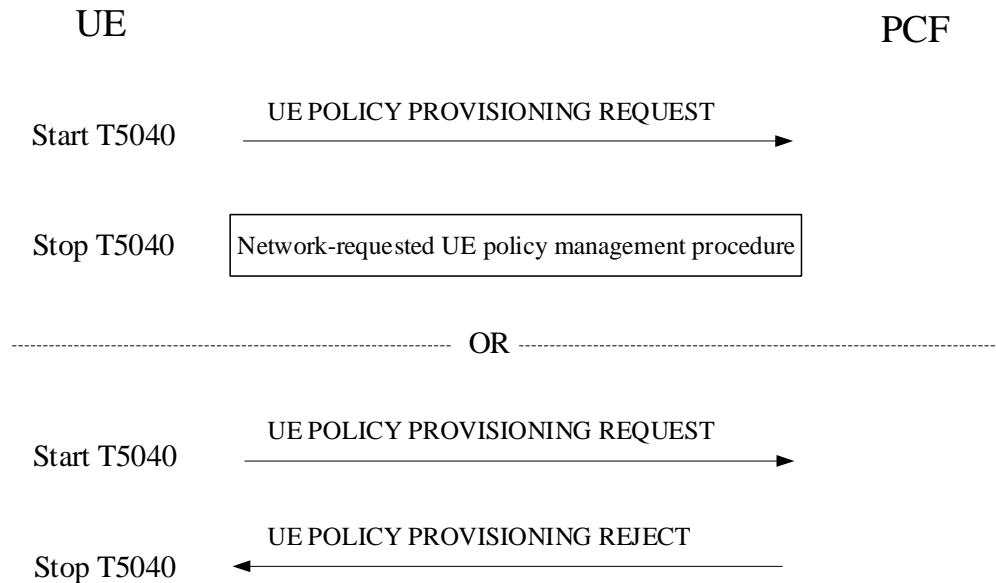 UE
PCF
UE POLICY PROVISIONING REQUEST
Start T5040
Stop T5040
Network-requested UE policy management procedure
OR
UE POLICY PROVISIONING REQUEST
Start T5040
UE POLICY PROVISIONING REJECT
Stop T5040